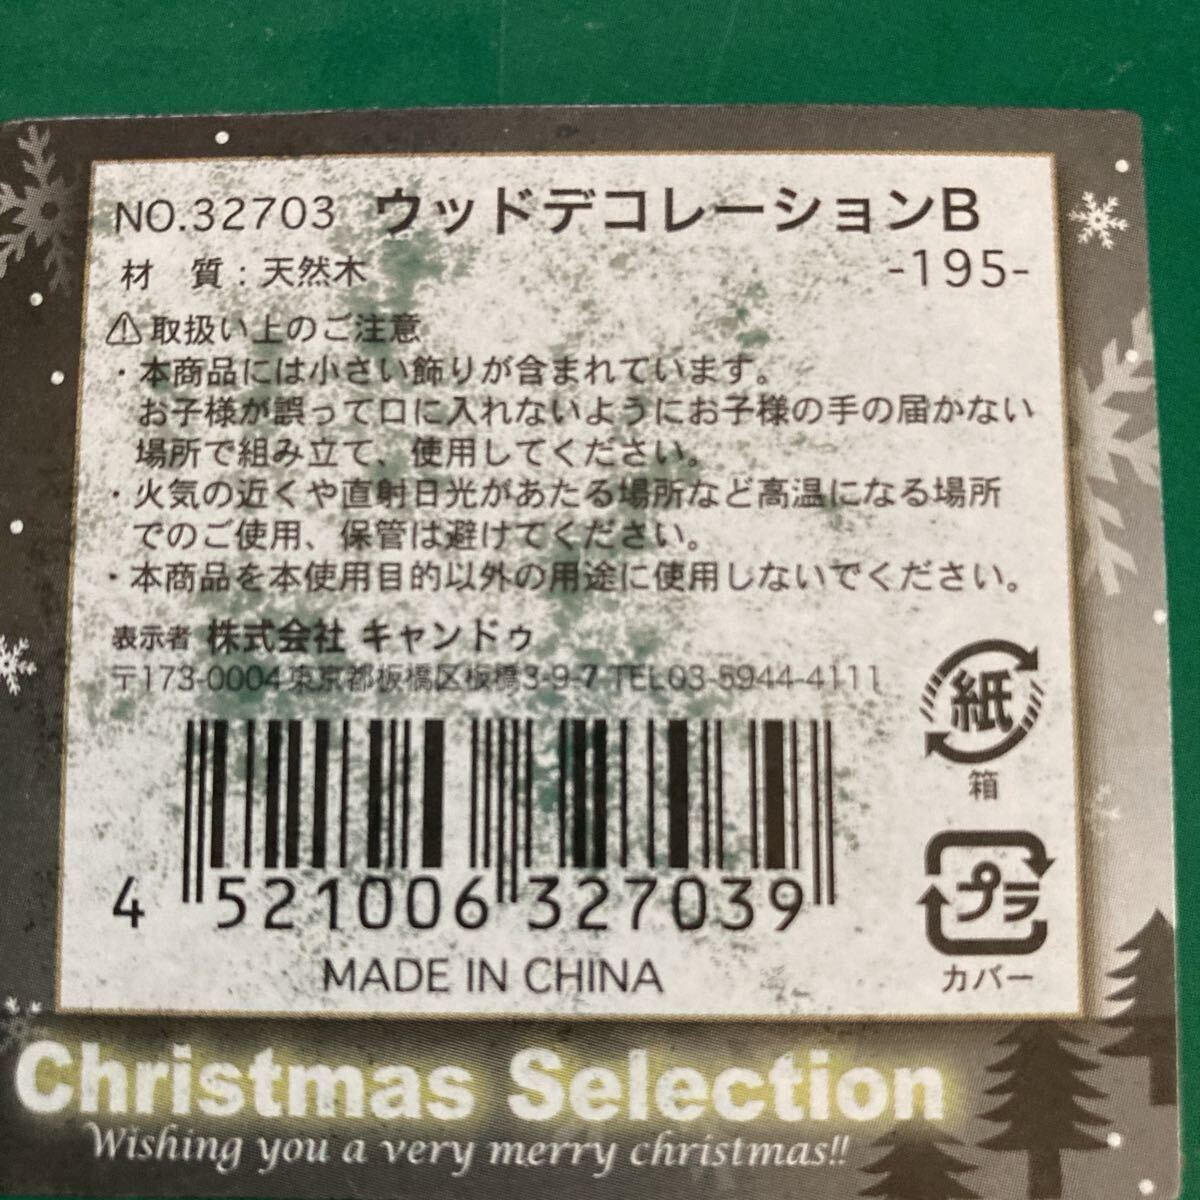 NO.32703 ウッドデコレーションB
材 質：天然木 -195-
⚠取扱い上のご注意
・本商品には小さい飾りが含まれています。
お子様が誤って口に入れないようにお子様の手の届かない
場所で組み立て、使用してください。
・火気の近くや直射日光があたる場所など高温になる場所
でのご使用、保管は避けてください。
・本商品を本使用目的以外の用途に使用しないでください。
表示者 株式会社 キャンドゥ
〒173-0004東京都板橋区板橋3-9-7 TEL03-5944-4111
紙
箱
4 521006 327039
プラ
カバー
MADE IN CHINA
Christmas Selection
Wishing you a very merry christmas!!